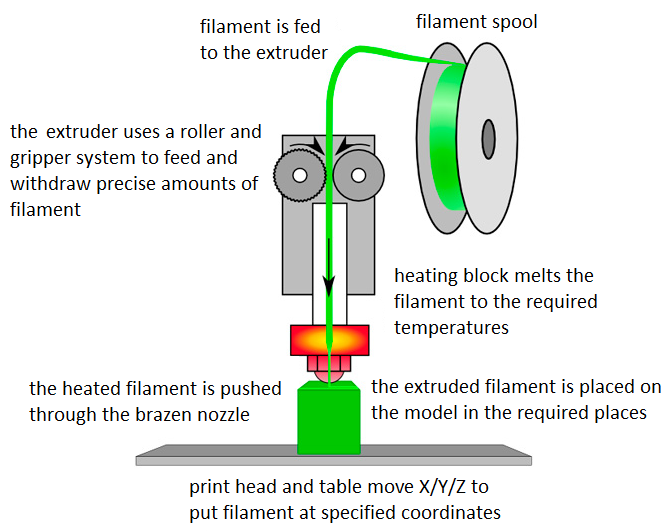 filament is fed
to the extruder
filament spool
the extruder uses a roller and
gripper system to feed and
withdraw precise amounts of
filament
heating block melts the
filament to the required
temperatures
the heated filament is pushed
through the brazen nozzle
the extruded filament is placed on
the model in the required places
print head and table move X/Y/Z to
put filament at specified coordinates